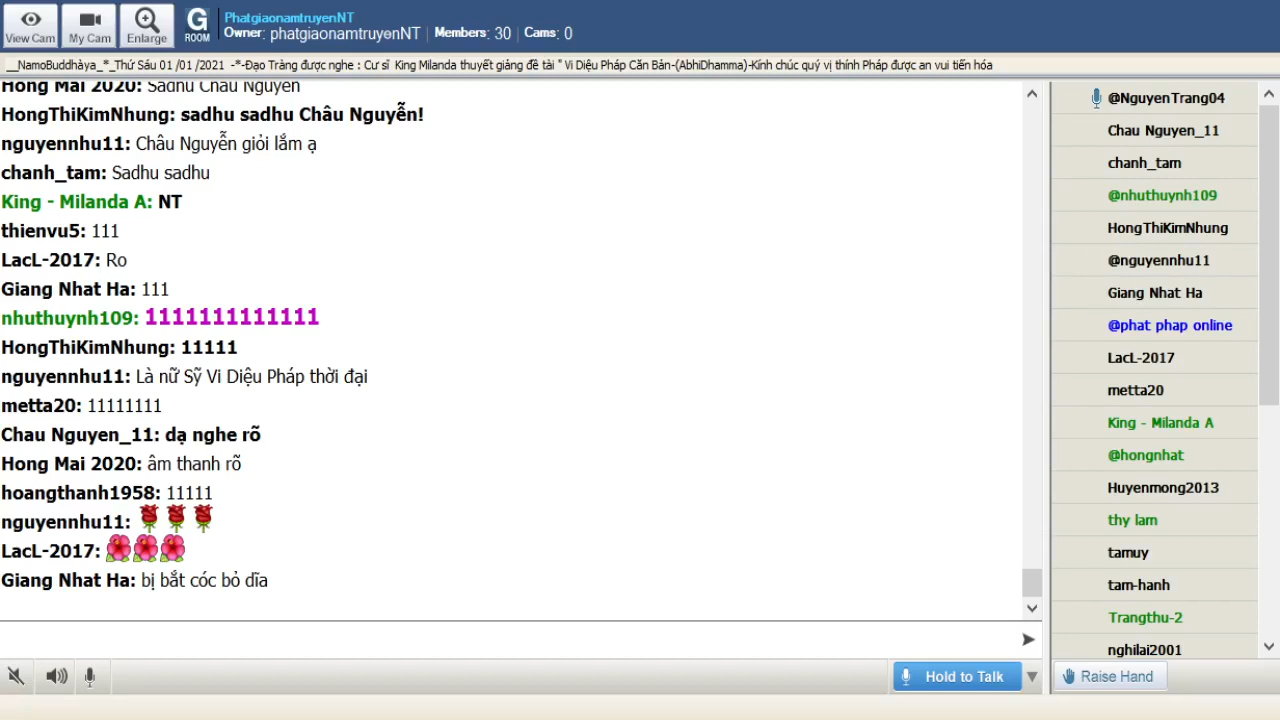 View Cam
My Cam
Enlarge
G ROOM
PhatgiaonamtruyenNT
Owner: phatgiaonamtruyenNT | Members: 30 | Cams: 0
__NamoBuddhàya_*_Thứ Sáu 01 /01 /2021 -*-Đạo Tràng được nghe : Cư sĩ King Milanda thuyết giảng đề tài " Vi Diệu Pháp Căn Bản-(AbhiDhamma)-Kính chúc quý vị thính Pháp được an vui tiến hóa
Hong Mai 2020: Sadhu Châu Nguyên
HongThiKimNhung: sadhu sadhu Châu Nguyễn!
nguyennhu11: Châu Nguyễn giỏi lắm ạ
chanh_tam: Sadhu sadhu
King - Milanda A: NT
thienvu5: 111
LacL-2017: Ro
Giang Nhat Ha: 111
nhuthuynh109: 1111111111111
HongThiKimNhung: 11111
nguyennhu11: Là nữ Sỹ Vi Diệu Pháp thời đại
metta20: 11111111
Chau Nguyen_11: dạ nghe rõ
Hong Mai 2020: âm thanh rõ
hoangthanh1958: 11111
nguyennhu11:
LacL-2017:
Giang Nhat Ha: bị bắt cóc bỏ dĩa
@NguyenTrang04
Chau Nguyen_11
chanh_tam
@nhuthuynh109
HongThiKimNhung
@nguyennhu11
Giang Nhat Ha
@phat phap online
LacL-2017
metta20
King - Milanda A
@hongnhat
Huyenmong2013
thy lam
tamuy
tam-hanh
Trangthu-2
nghilai2001
Hold to Talk
Raise Hand